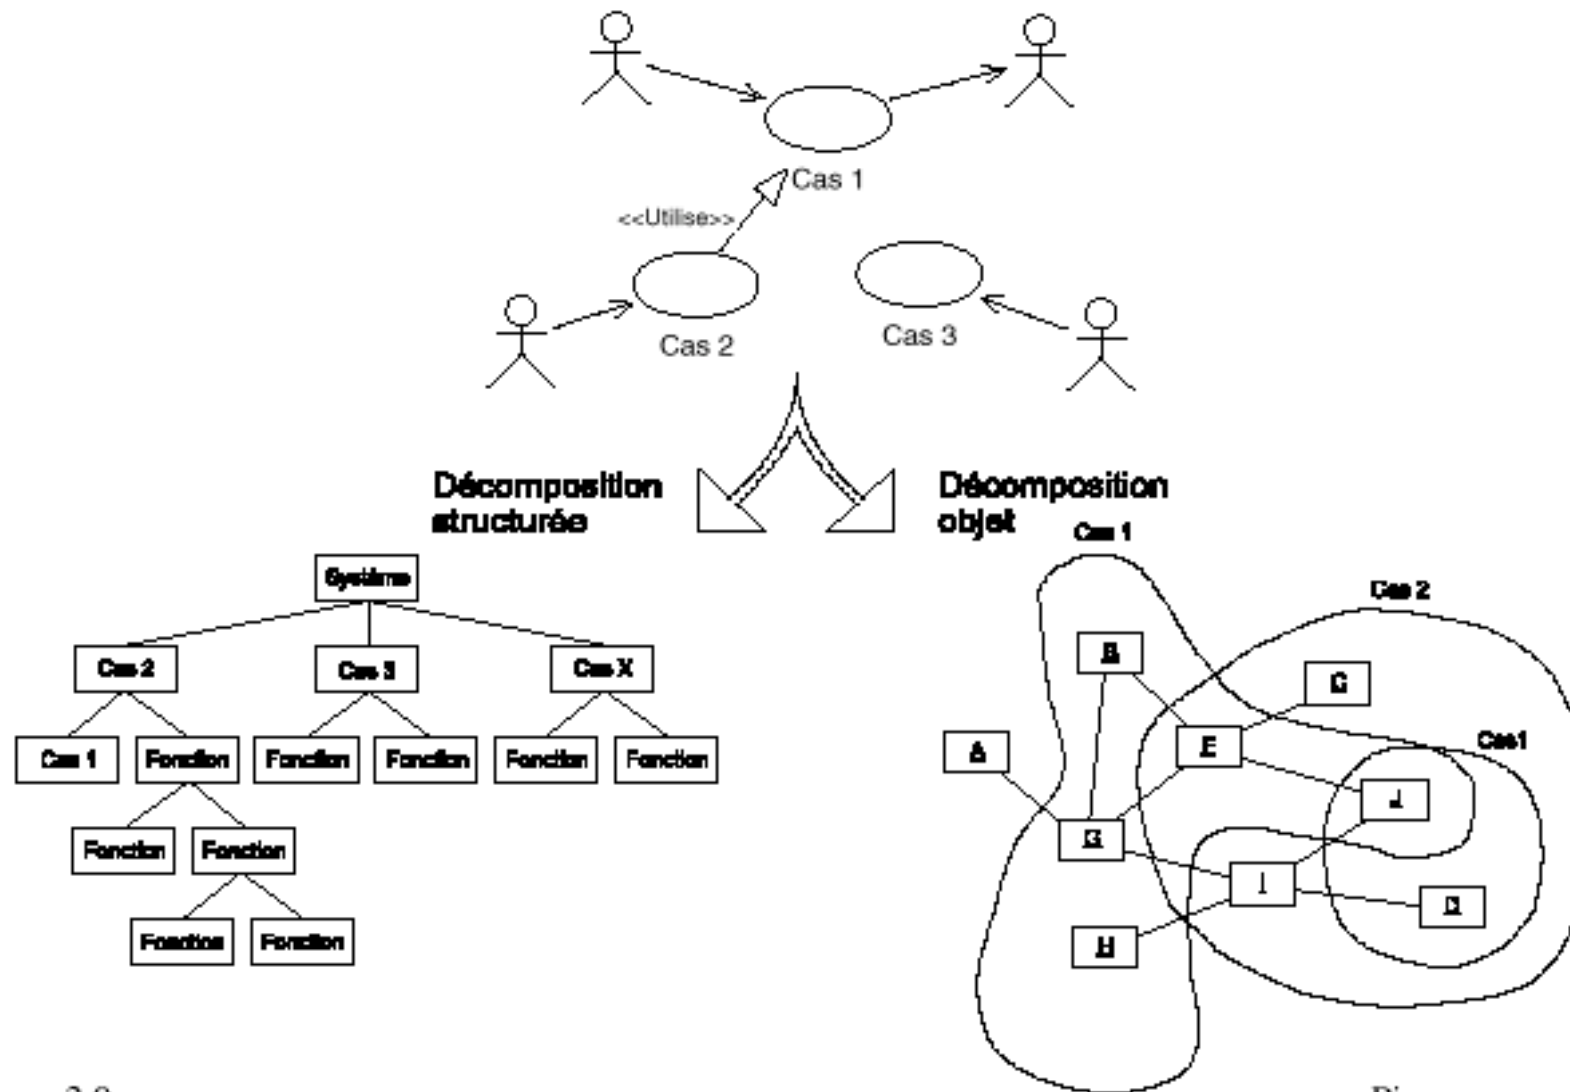 Cas 1
<<Utilise>>
Cas 2
Cas 3
Décomposition
structurée
Décomposition
objet
Cas 1
Système
Cas 2
Cas 2
Cas 3
Cas X
B
C
Cas 1
Fonction
Fonction
Fonction
Fonction
Fonction
A
E
Cas1
J
Fonction
Fonction
G
I
D
Fonction
Fonction
H